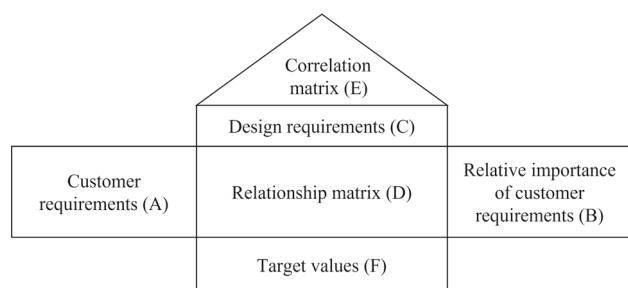 Correlation
matrix (E)
Design requirements (C)
Customer
requirements (A)
Relationship matrix (D)
Relative importance
of customer
requirements (B)
Target values (F)